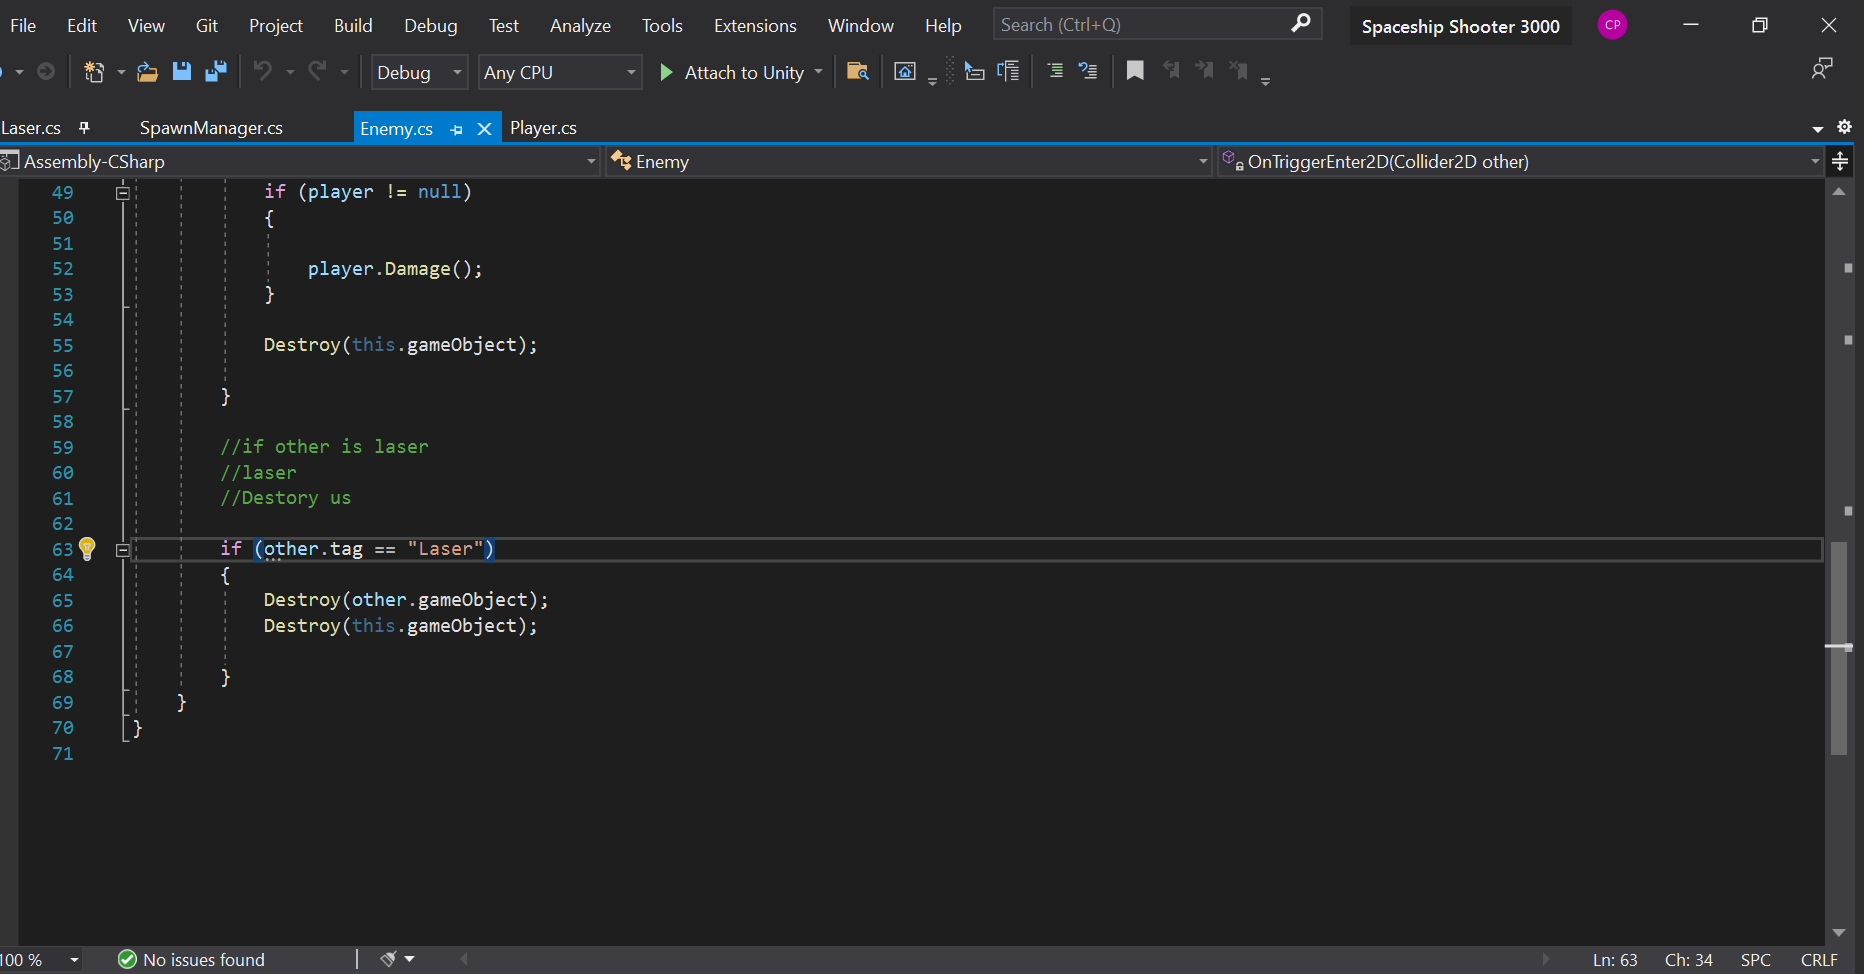 File Edit View Git Project Build Debug Test Analyze Tools Extensions Window Help Search (Ctrl+Q) Spaceship Shooter 3000 CP
Debug Any CPU Attach to Unity
Laser.cs SpawnManager.cs Enemy.cs Player.cs
Assembly-CSharp Enemy OnTriggerEnter2D(Collider2D other)
49 if (player != null)
50 {
51
52 player.Damage();
53 }
54
55 Destroy(this.gameObject);
56
57 }
58
59 //if other is laser
60 //laser
61 //Destory us
62
63 if (other.tag == "Laser")
64 {
65 Destroy(other.gameObject);
66 Destroy(this.gameObject);
67
68 }
69 }
70 }
71
100 % No issues found Ln: 63 Ch: 34 SPC CRLF